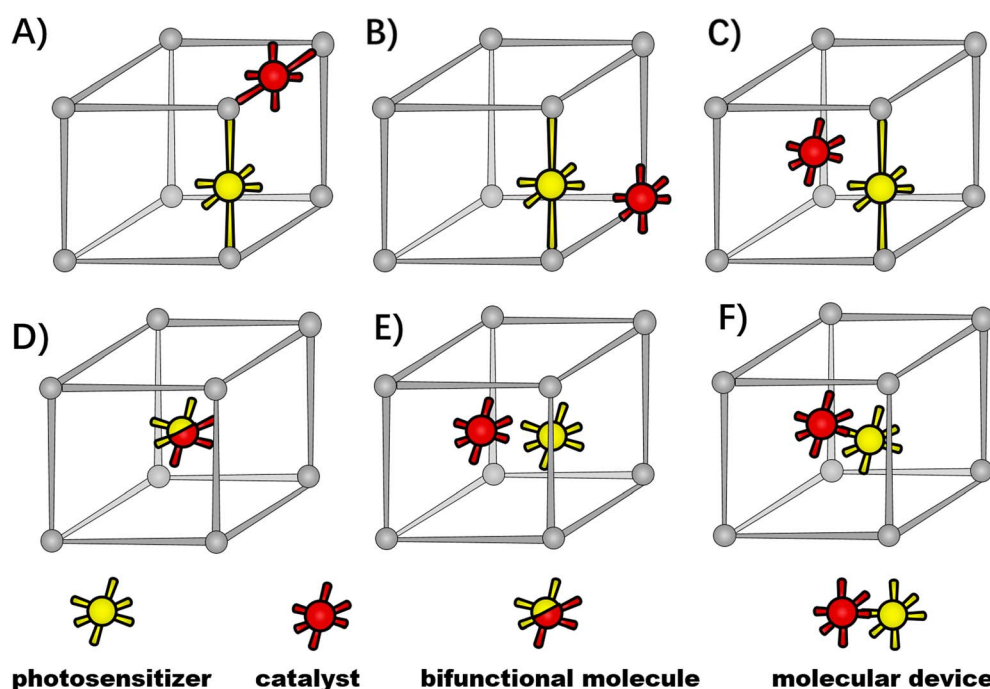 A) B) C)
D) E) F)
photosensitizer catalyst bifunctional molecule molecular device